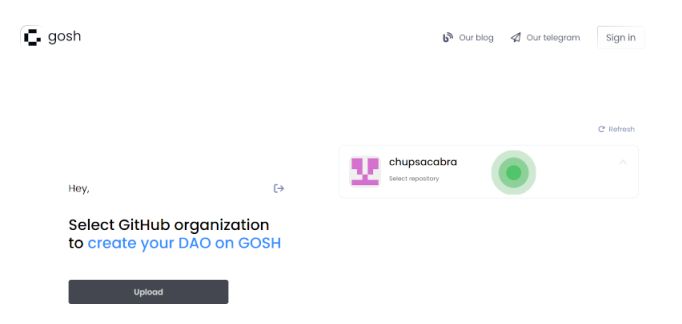 gosh
Our blog
Our telegram
Sign in
Refresh
chupsacabra
Select repository
Hey,
Select GitHub organization
to create your DAO on GOSH
Upload